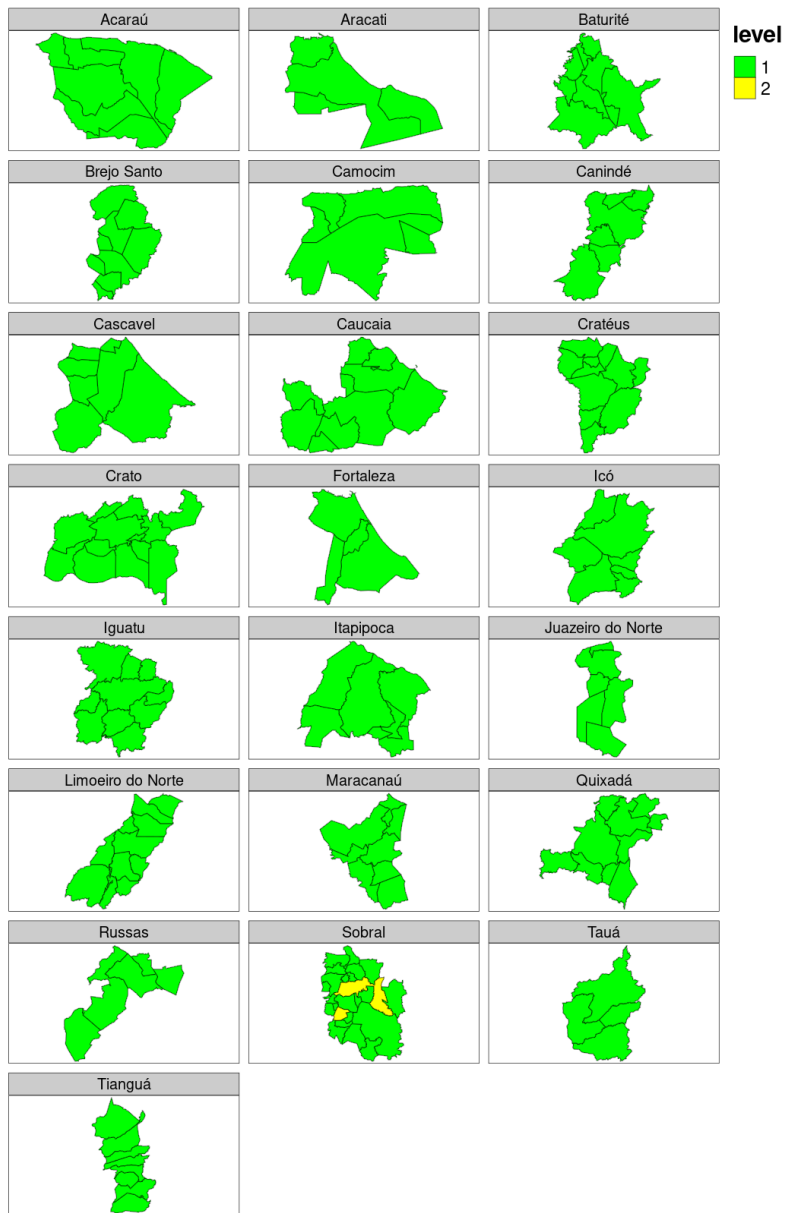 Acaraú
Aracati
Baturité
level
1
2
Brejo Santo
Camocim
Canindé
Cascavel
Caucaia
Cratéus
Crato
Fortaleza
Icó
Iguatu
Itapipoca
Juazeiro do Norte
Limoeiro do Norte
Maracanaú
Quixadá
Russas
Sobral
Tauá
Tianguá